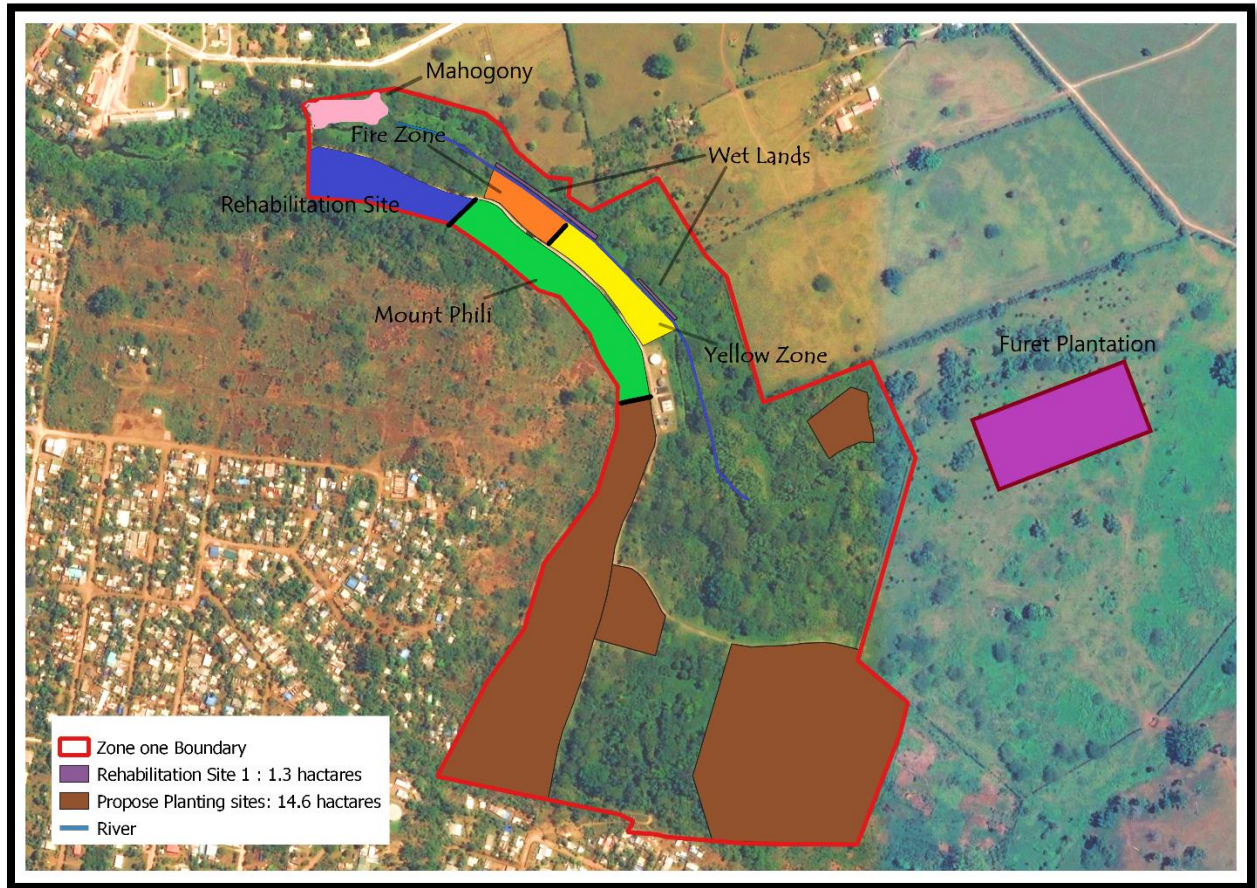 Mahogony
Fire Zone
Wet Lands
Rehabilitation Site
Mount Phili
Yellow Zone
Furet Plantation
Zone one Boundary
Rehabilitation Site 1 : 1.3 hactares
Propose Planting sites: 14.6 hactares
River